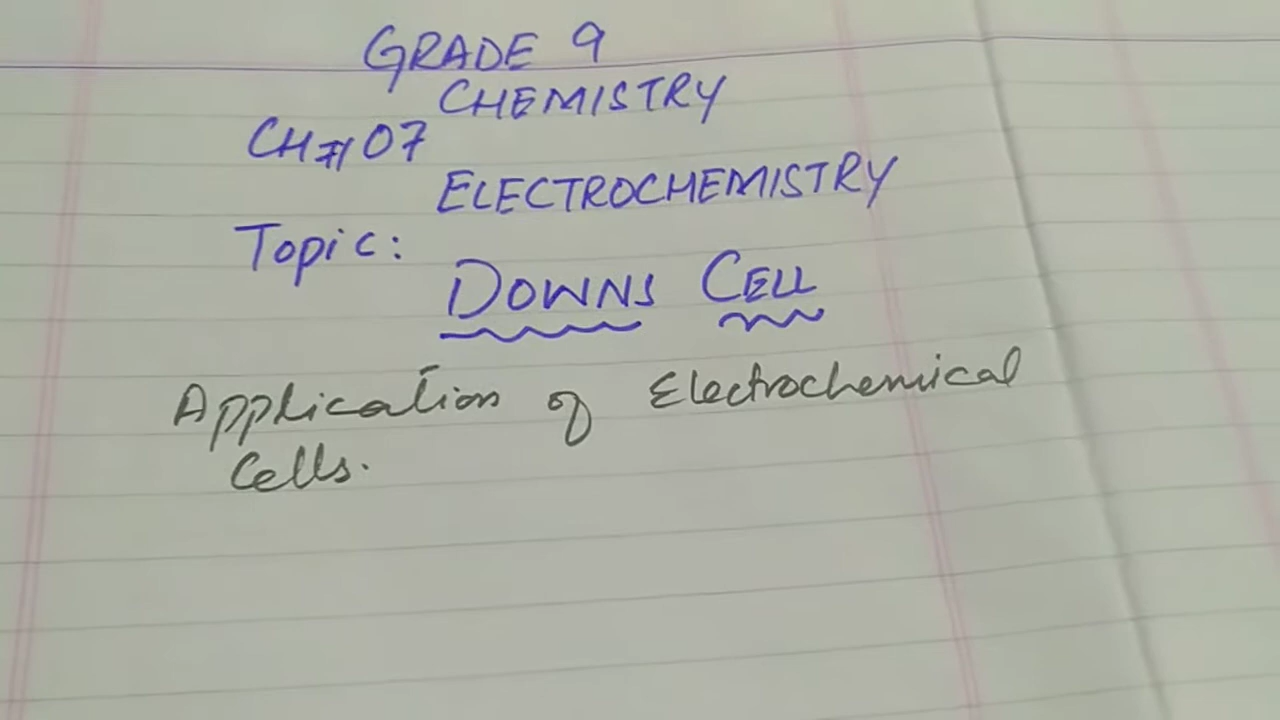 GRADE 9
CHEMISTRY
CH#07
ELECTROCHEMISTRY
Topic:
DOWNS CELL
Application of Electrochemical
Cells.